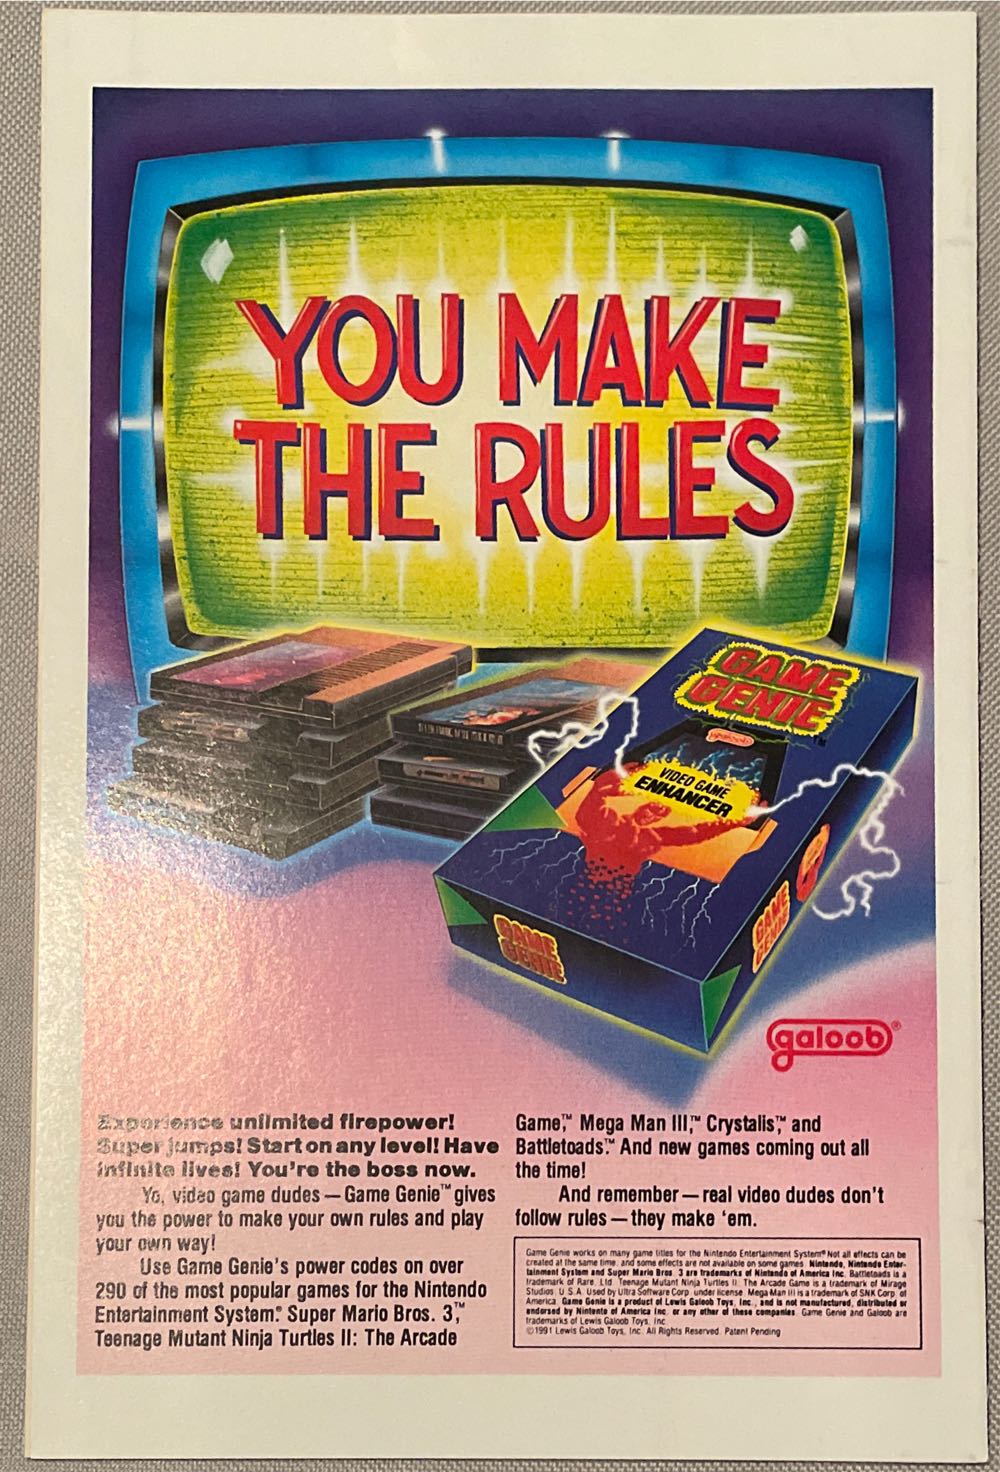 YOU MAKE
THE RULES
GAME
GENIE
galoob
VIDEO GAME
ENHANCER
GAME
GENIE
GAME
GENIE
galoob®
Experience unlimited firepower!
Super jumps! Start on any level! Have
infinite lives! You're the boss now.
Yo, video game dudes — Game Genie™ gives
you the power to make your own rules and play
your own way!
Use Game Genie's power codes on over
290 of the most popular games for the Nintendo
Entertainment System.® Super Mario Bros. 3,™
Teenage Mutant Ninja Turtles II: The Arcade
Game,™ Mega Man III,™ Crystalis,™ and
Battletoads.™ And new games coming out all
the time!
And remember — real video dudes don't
follow rules — they make 'em.
Game Genie works on many game titles for the Nintendo Entertainment System® Not all effects can be
created at the same time, and some effects are not available on some games. Nintendo, Nintendo Enter-
tainment System and Super Mario Bros. 3 are trademarks of Nintendo of America Inc. Battletoads is a
trademark of Rare, Ltd. Teenage Mutant Ninja Turtles II: The Arcade Game is a trademark of Mirage
Studios, U.S.A. Used by Ultra Software Corp. under license. Mega Man III is a trademark of SNK Corp. of
America. Game Genie is a product of Lewis Galoob Toys, Inc., and is not manufactured, distributed or
endorsed by Nintento of America Inc. or any other of these companies. Game Genie and Galoob are
trademarks of Lewis Galoob Toys, Inc.
©1991 Lewis Galoob Toys, Inc. All Rights Reserved. Patent Pending